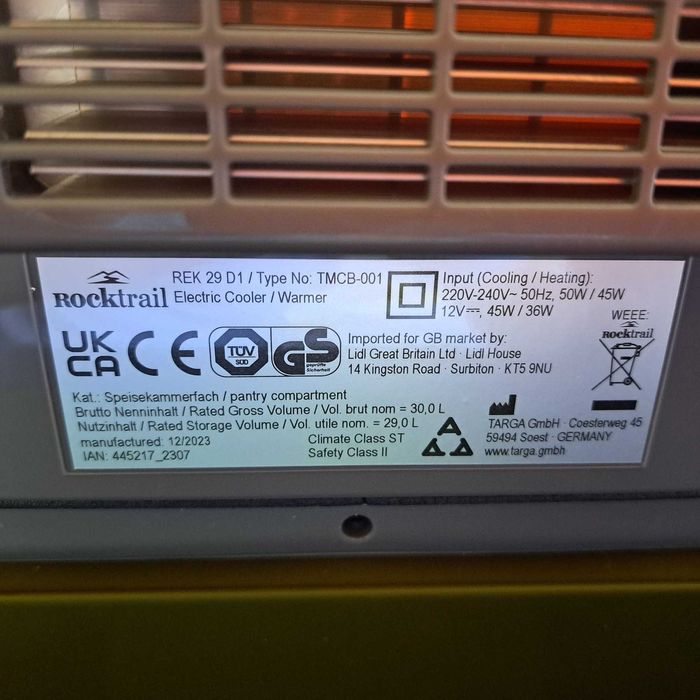 REK 29 D1 / Type No: TMCB-001
Rocktrail
Electric Cooler / Warmer
Input (Cooling / Heating):
220V-240V~ 50Hz, 50W / 45W
12V⎓, 45W / 36W
WEEE:
Rocktrail
UK
CA
CE
TÜV
SÜD
GS
geprüfte
Sicherheit
Imported for GB market by:
Lidl Great Britain Ltd · Lidl House
14 Kingston Road · Surbiton · KT5 9NU
Kat.: Speisekammerfach / pantry compartment
Brutto Nenninhalt / Rated Gross Volume / Vol. brut nom = 30,0 L
Nutzinhalt / Rated Storage Volume / Vol. utile nom. = 29,0 L
manufactured: 12/2023
Climate Class ST
IAN: 445217_2307
Safety Class II
TARGA GmbH · Coesterweg 45
59494 Soest · GERMANY
www.targa.gmbh